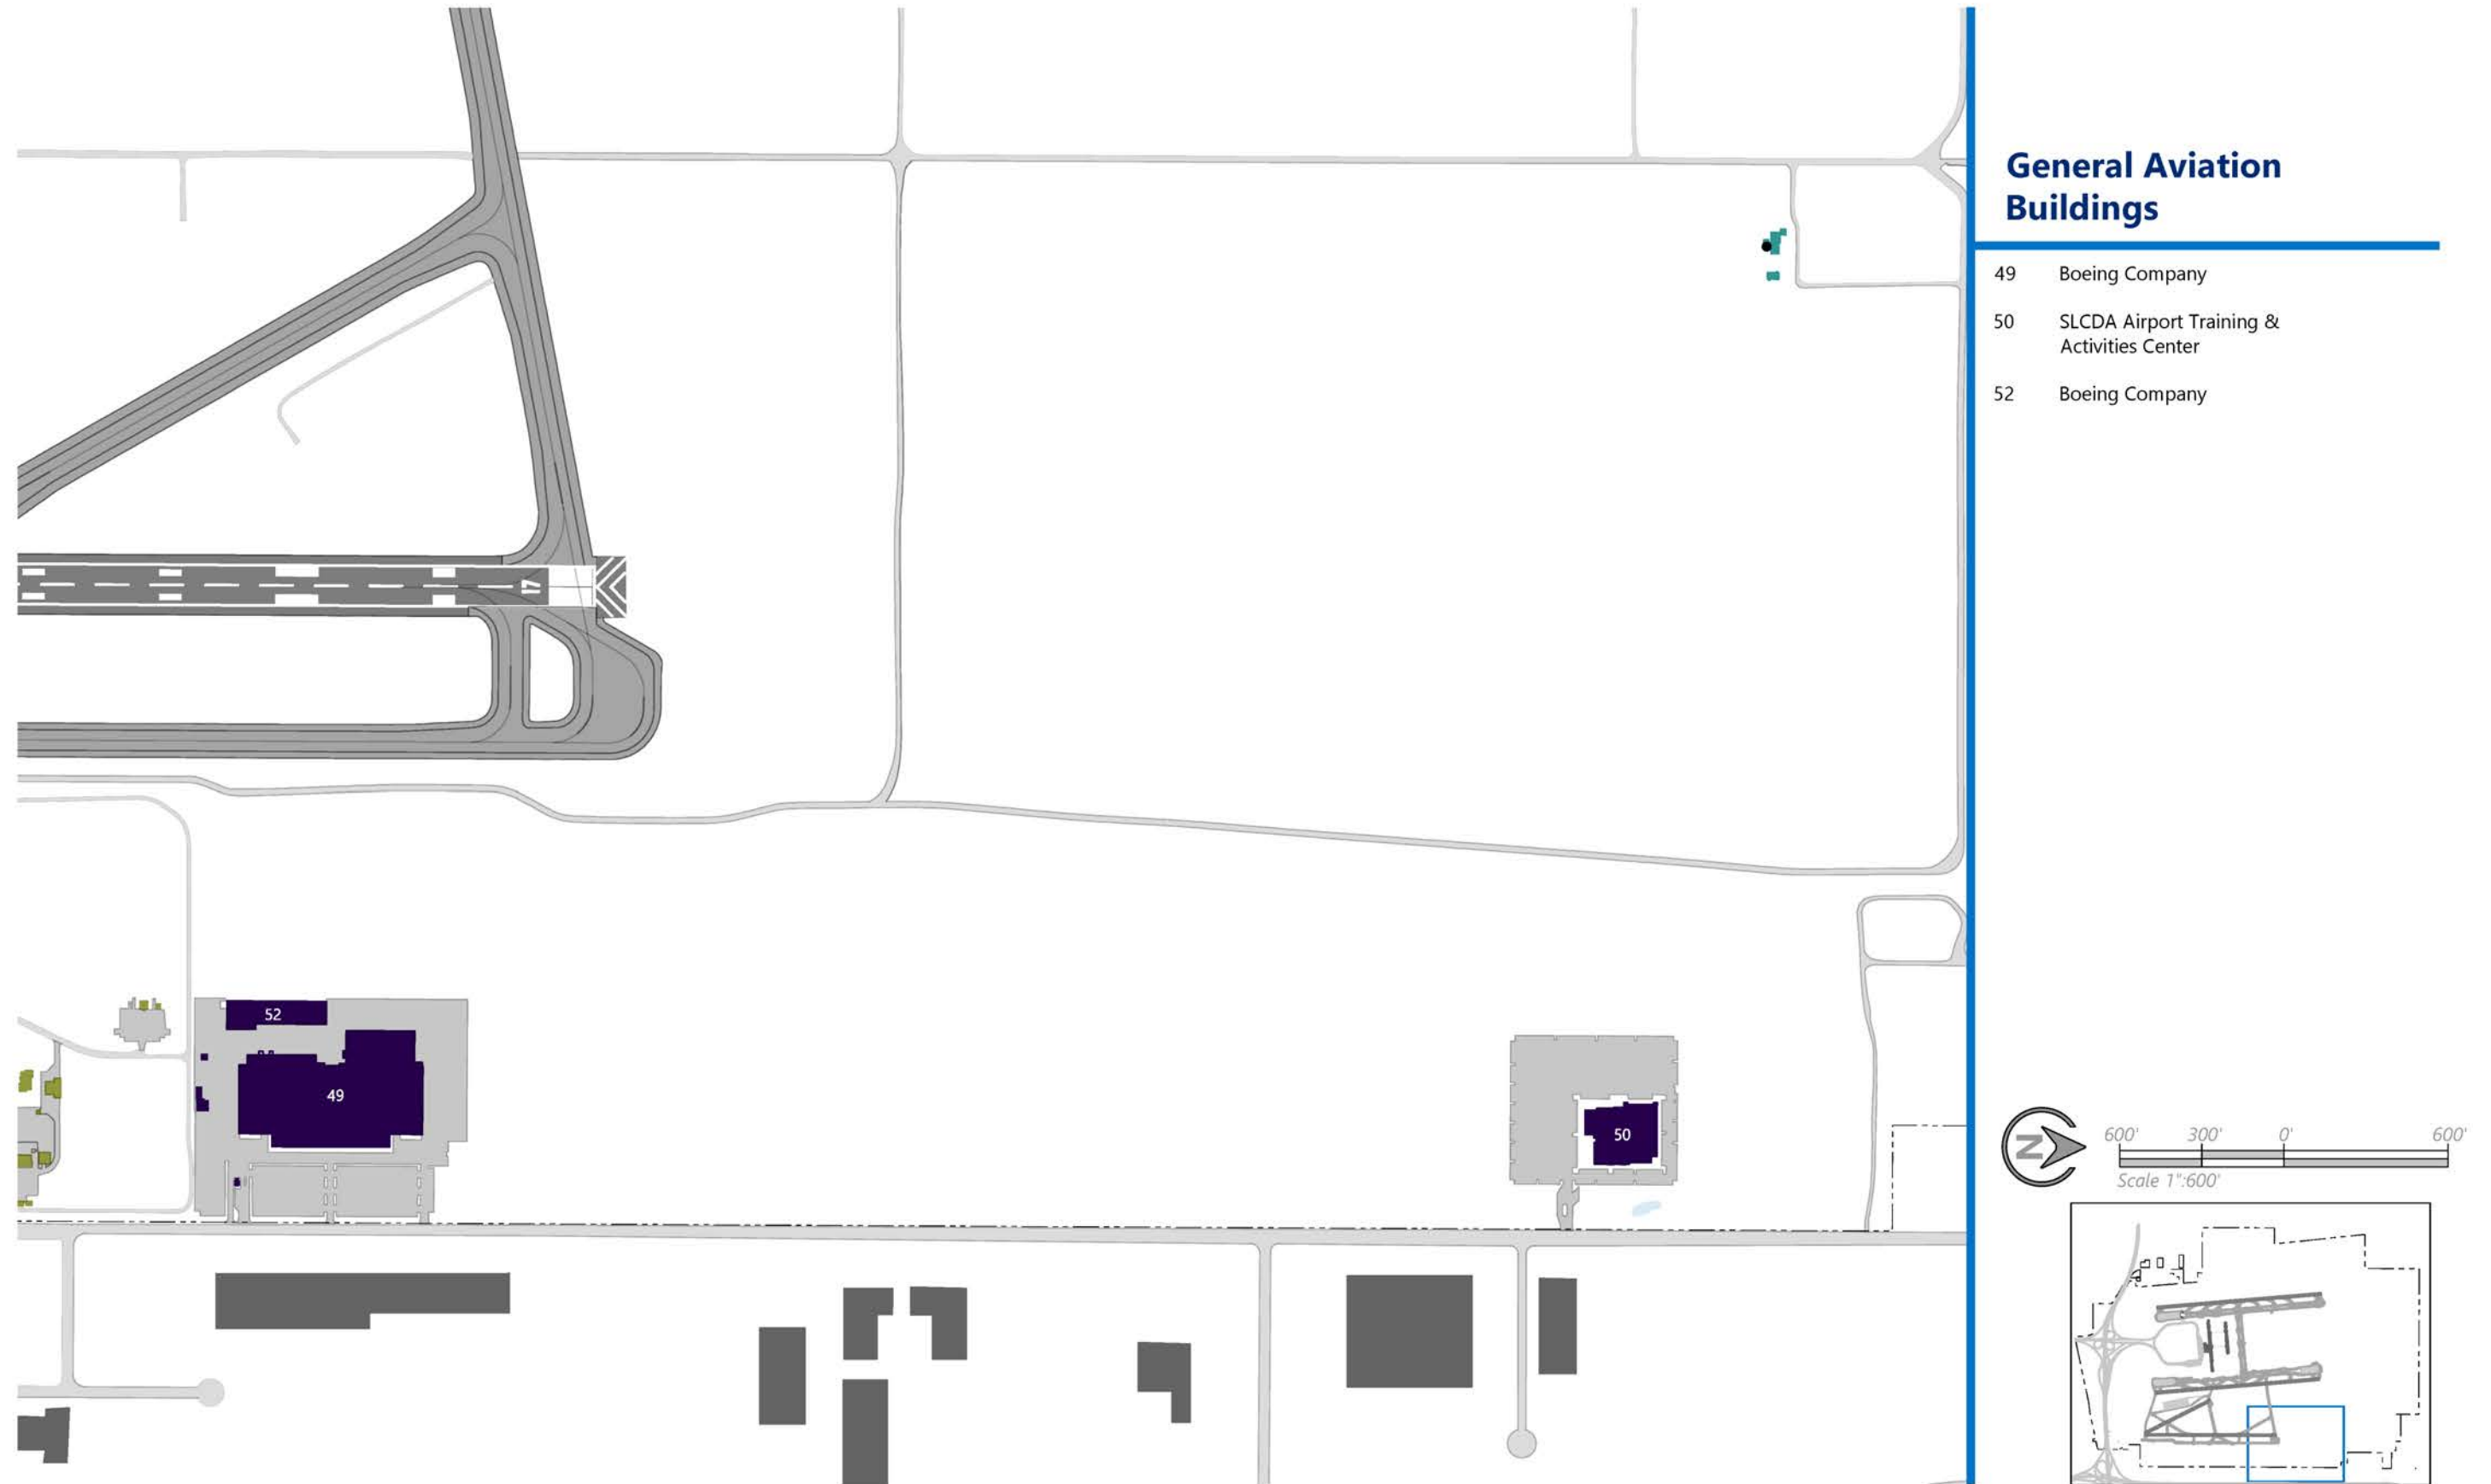 General Aviation
Buildings
49 Boeing Company
50 SLCDA Airport Training &
Activities Center
52 Boeing Company
17
52
49
50
N
600' 300' 0' 600'
Scale 1":600'